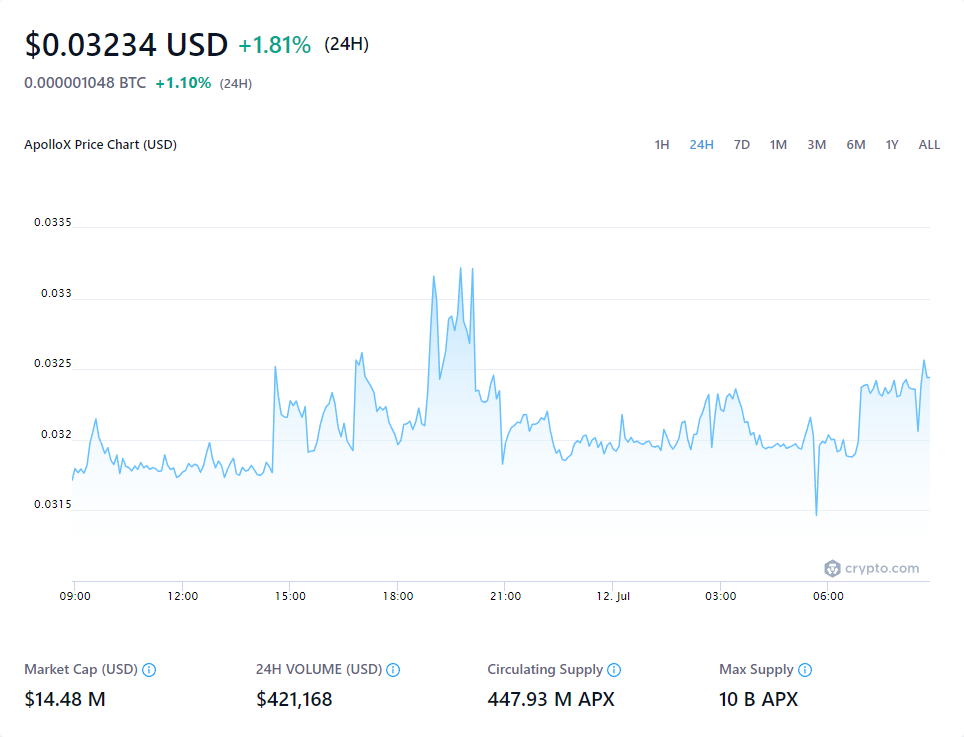 $0.03234 USD +1.81% (24H)
0.000001048 BTC +1.10% (24H)
ApolloX Price Chart (USD) 1H 24H 7D 1M 3M 6M 1Y ALL
0.0335
0.033
0.0325
0.032
0.0315
crypto.com
09:00 12:00 15:00 18:00 21:00 12. Jul 03:00 06:00
Market Cap (USD) 24H VOLUME (USD) Circulating Supply Max Supply
$14.48 M $421,168 447.93 M APX 10 B APX